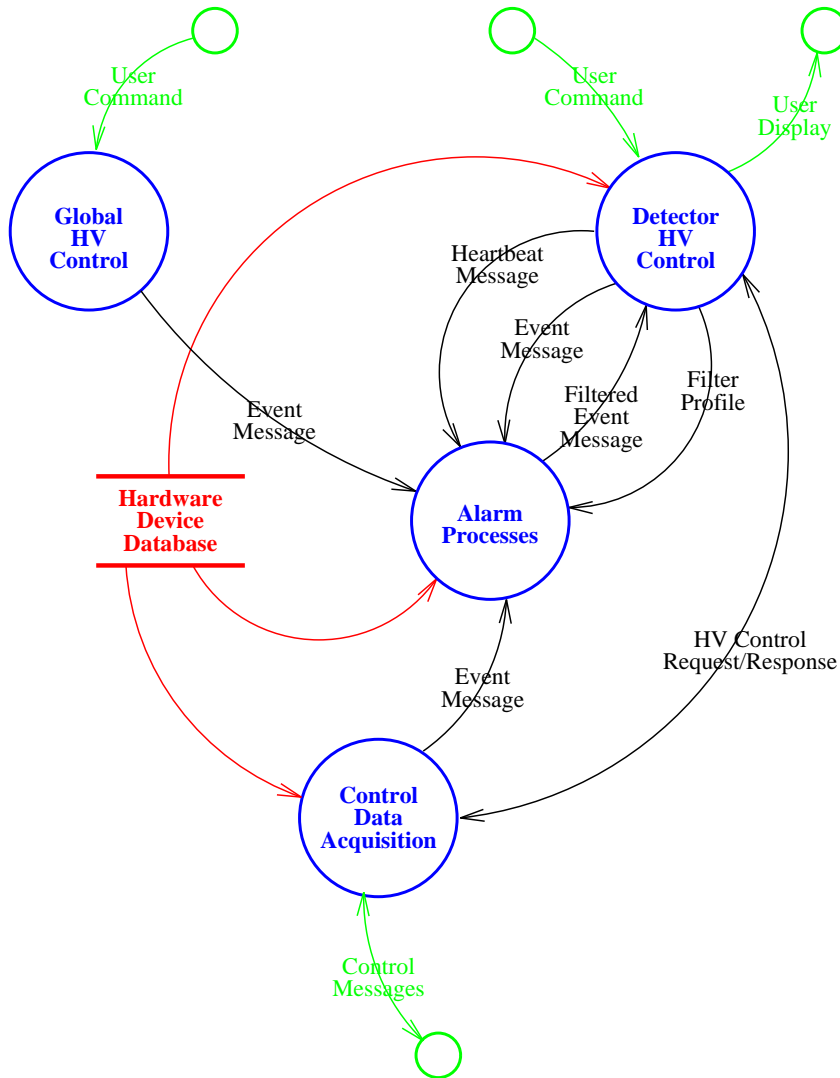 User
Command
User
Command
User
Display
Global
HV
Control
Detector
HV
Control
Heartbeat
Message
Event
Message
Filtered
Event
Message
Filter
Profile
Event
Message
Hardware
Device
Database
Alarm
Processes
HV Control
Request/Response
Event
Message
Control
Data
Acquisition
Control
Messages